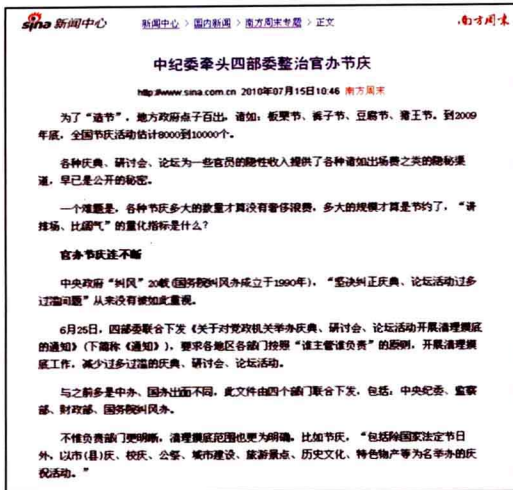 sina 新闻中心 新闻中心 > 国内新闻 > 南方周末专题 > 正文 南方周末
中纪委牵头四部委整治官办节庆
http://www.sina.com.cn 2010年07月15日10:46 南方周末
为了“造节”，地方政府点子百出，诸如：板栗节、裤子节、豆腐节、猪王节。到2009
年底，全国节庆活动估计8000到10000个。
各种庆典、研讨会、论坛为一些官员的隐性收入提供了各种诸如出场费之类的隐秘渠
道，早已是公开的秘密。
一个难题是，各种节庆多大的数量才算没有奢侈浪费，多大的规模才算是节约了，“讲
排场、比阔气”的量化指标是什么？
官办节庆连不断
中央政府“纠风”20载(国务院纠风办成立于1990年)，“坚决纠正庆典、论坛活动过多
过滥问题”从来没有被如此重视。
6月25日，四部委联合下发《关于对党政机关举办庆典、研讨会、论坛活动开展清理摸底
的通知》(下简称《通知》)，要求各地区各部门按照“谁主管谁负责”的原则，开展清理摸
底工作，减少过多过滥的庆典、研讨会、论坛活动。
与之前多是中办、国办出面不同，此文件由四个部门联合下发，包括：中央纪委、监察
部、财政部、国务院纠风办。
不惟负责部门更明晰，清理摸底范围也更为明确。比如节庆，“包括除国家法定节日
外，以市(县)庆、校庆、公祭、城市建设、旅游景点、历史文化、特色物产等为名举办的庆
祝活动。”